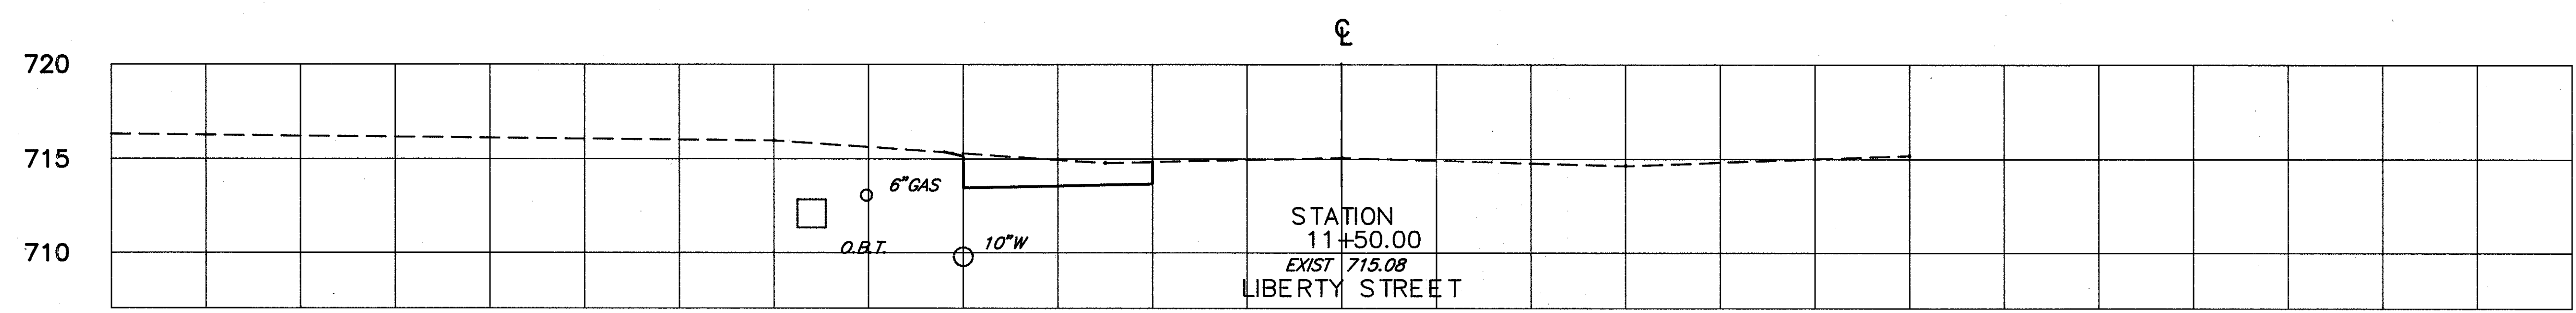 ℄
720
715
6"GAS
STATION
11+50.00
710
O.B.T.
10"W
EXIST 715.08
LIBERTY STREET